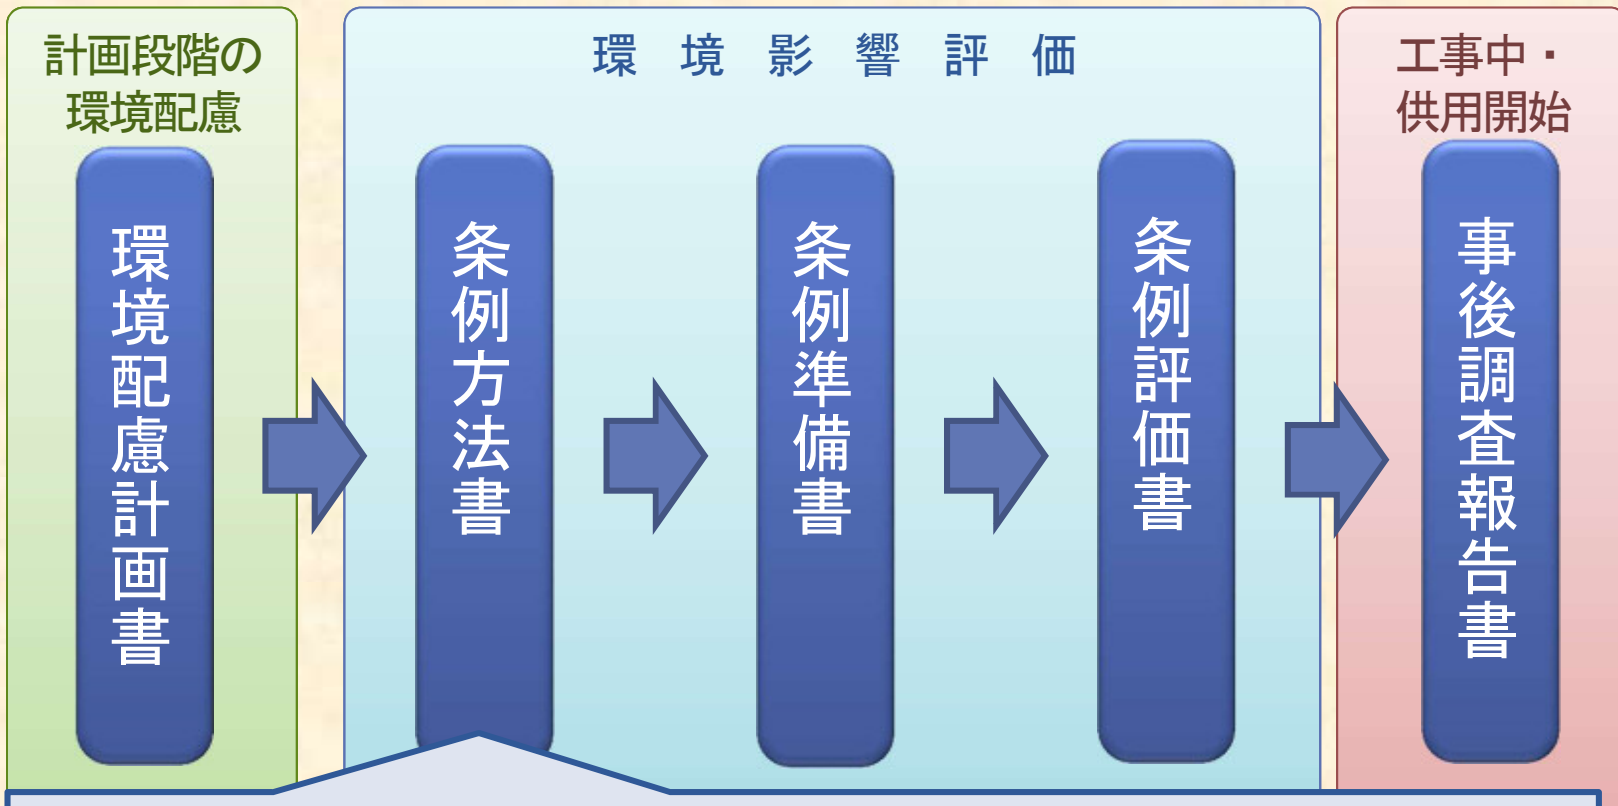 計画段階の
環境配慮
環境配慮計画書
環境影響評価
条例方法書
条例準備書
条例評価書
工事中・
供用開始
事後調査報告書